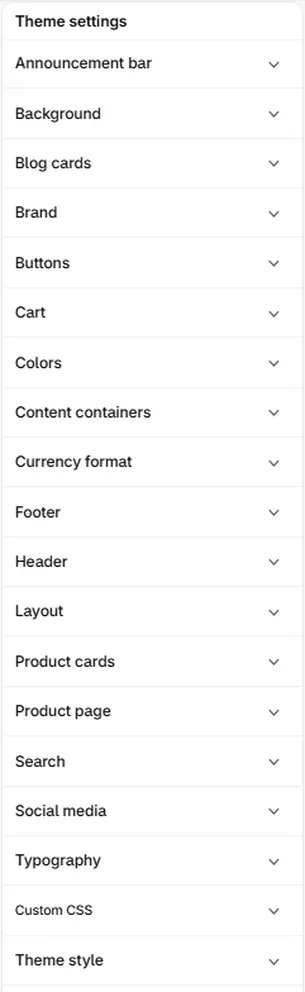 Theme settings
Announcement bar
Background
Blog cards
Brand
Buttons
Cart
Colors
Content containers
Currency format
Footer
Header
Layout
Product cards
Product page
Search
Social media
Typography
Custom CSS
Theme style